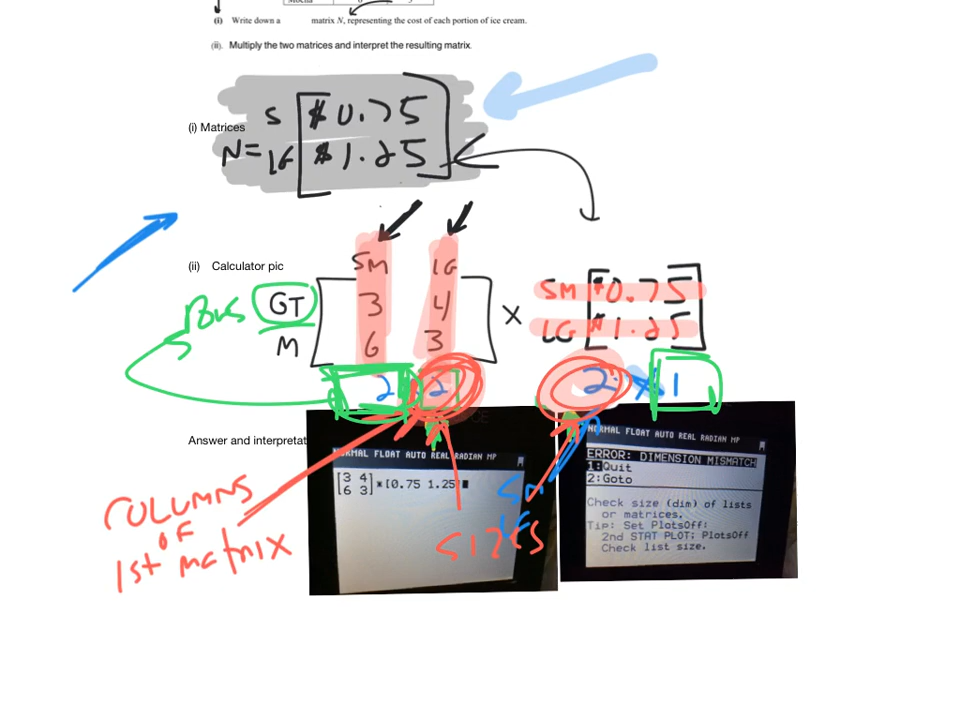 Mocha
(i) Write down a matrix N, representing the cost of each portion of ice cream.
(ii). Multiply the two matrices and interpret the resulting matrix.
S $0.75
(i) Matrices
N= LG $1.25
(ii) Calculator pic
SM LG
Rows GT 3 4 X SM $0.75
M 6 3 LG $1.25
2 2 2 x 1
Answer and interpretat
NORMAL FLOAT AUTO REAL RADIAN MP
[3 4
6 3]*[0.75 1.25]
NORMAL FLOAT AUTO REAL RADIAN MP
ERROR: DIMENSION MISMATCH
1:Quit
2:Goto
Check size (dim) of lists
or matrices.
Tip: Set PlotsOff:
2nd STAT PLOT: PlotsOff
Check list size.
COLUMNS
OF
1st matrix
Sm
LG
SIZES